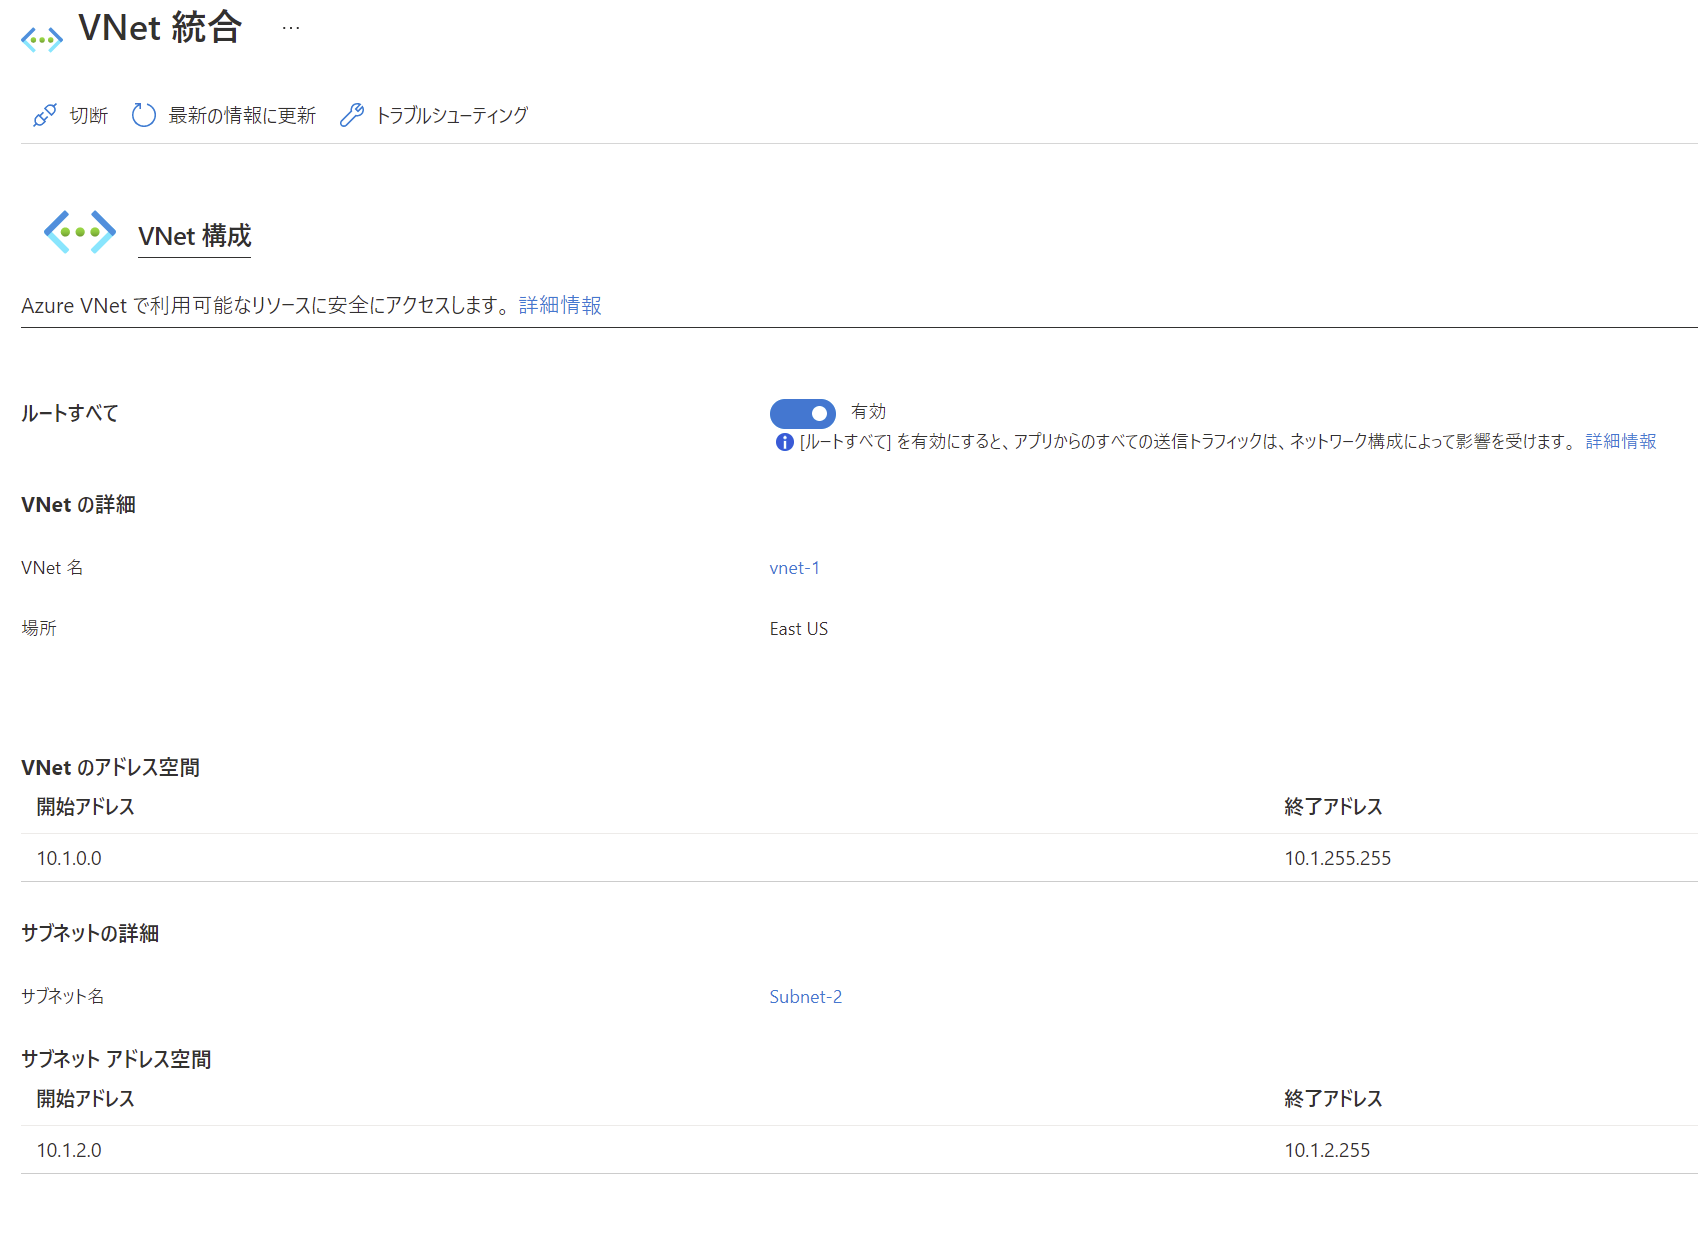 VNet 統合 …
切断 最新の情報に更新 トラブルシューティング
VNet 構成
Azure VNet で利用可能なリソースに安全にアクセスします。 詳細情報
ルートすべて 有効
[ルートすべて] を有効にすると、アプリからのすべての送信トラフィックは、ネットワーク構成によって影響を受けます。 詳細情報
VNet の詳細
VNet 名 vnet-1
場所 East US
VNet のアドレス空間
開始アドレス 終了アドレス
10.1.0.0 10.1.255.255
サブネットの詳細
サブネット名 Subnet-2
サブネット アドレス空間
開始アドレス 終了アドレス
10.1.2.0 10.1.2.255